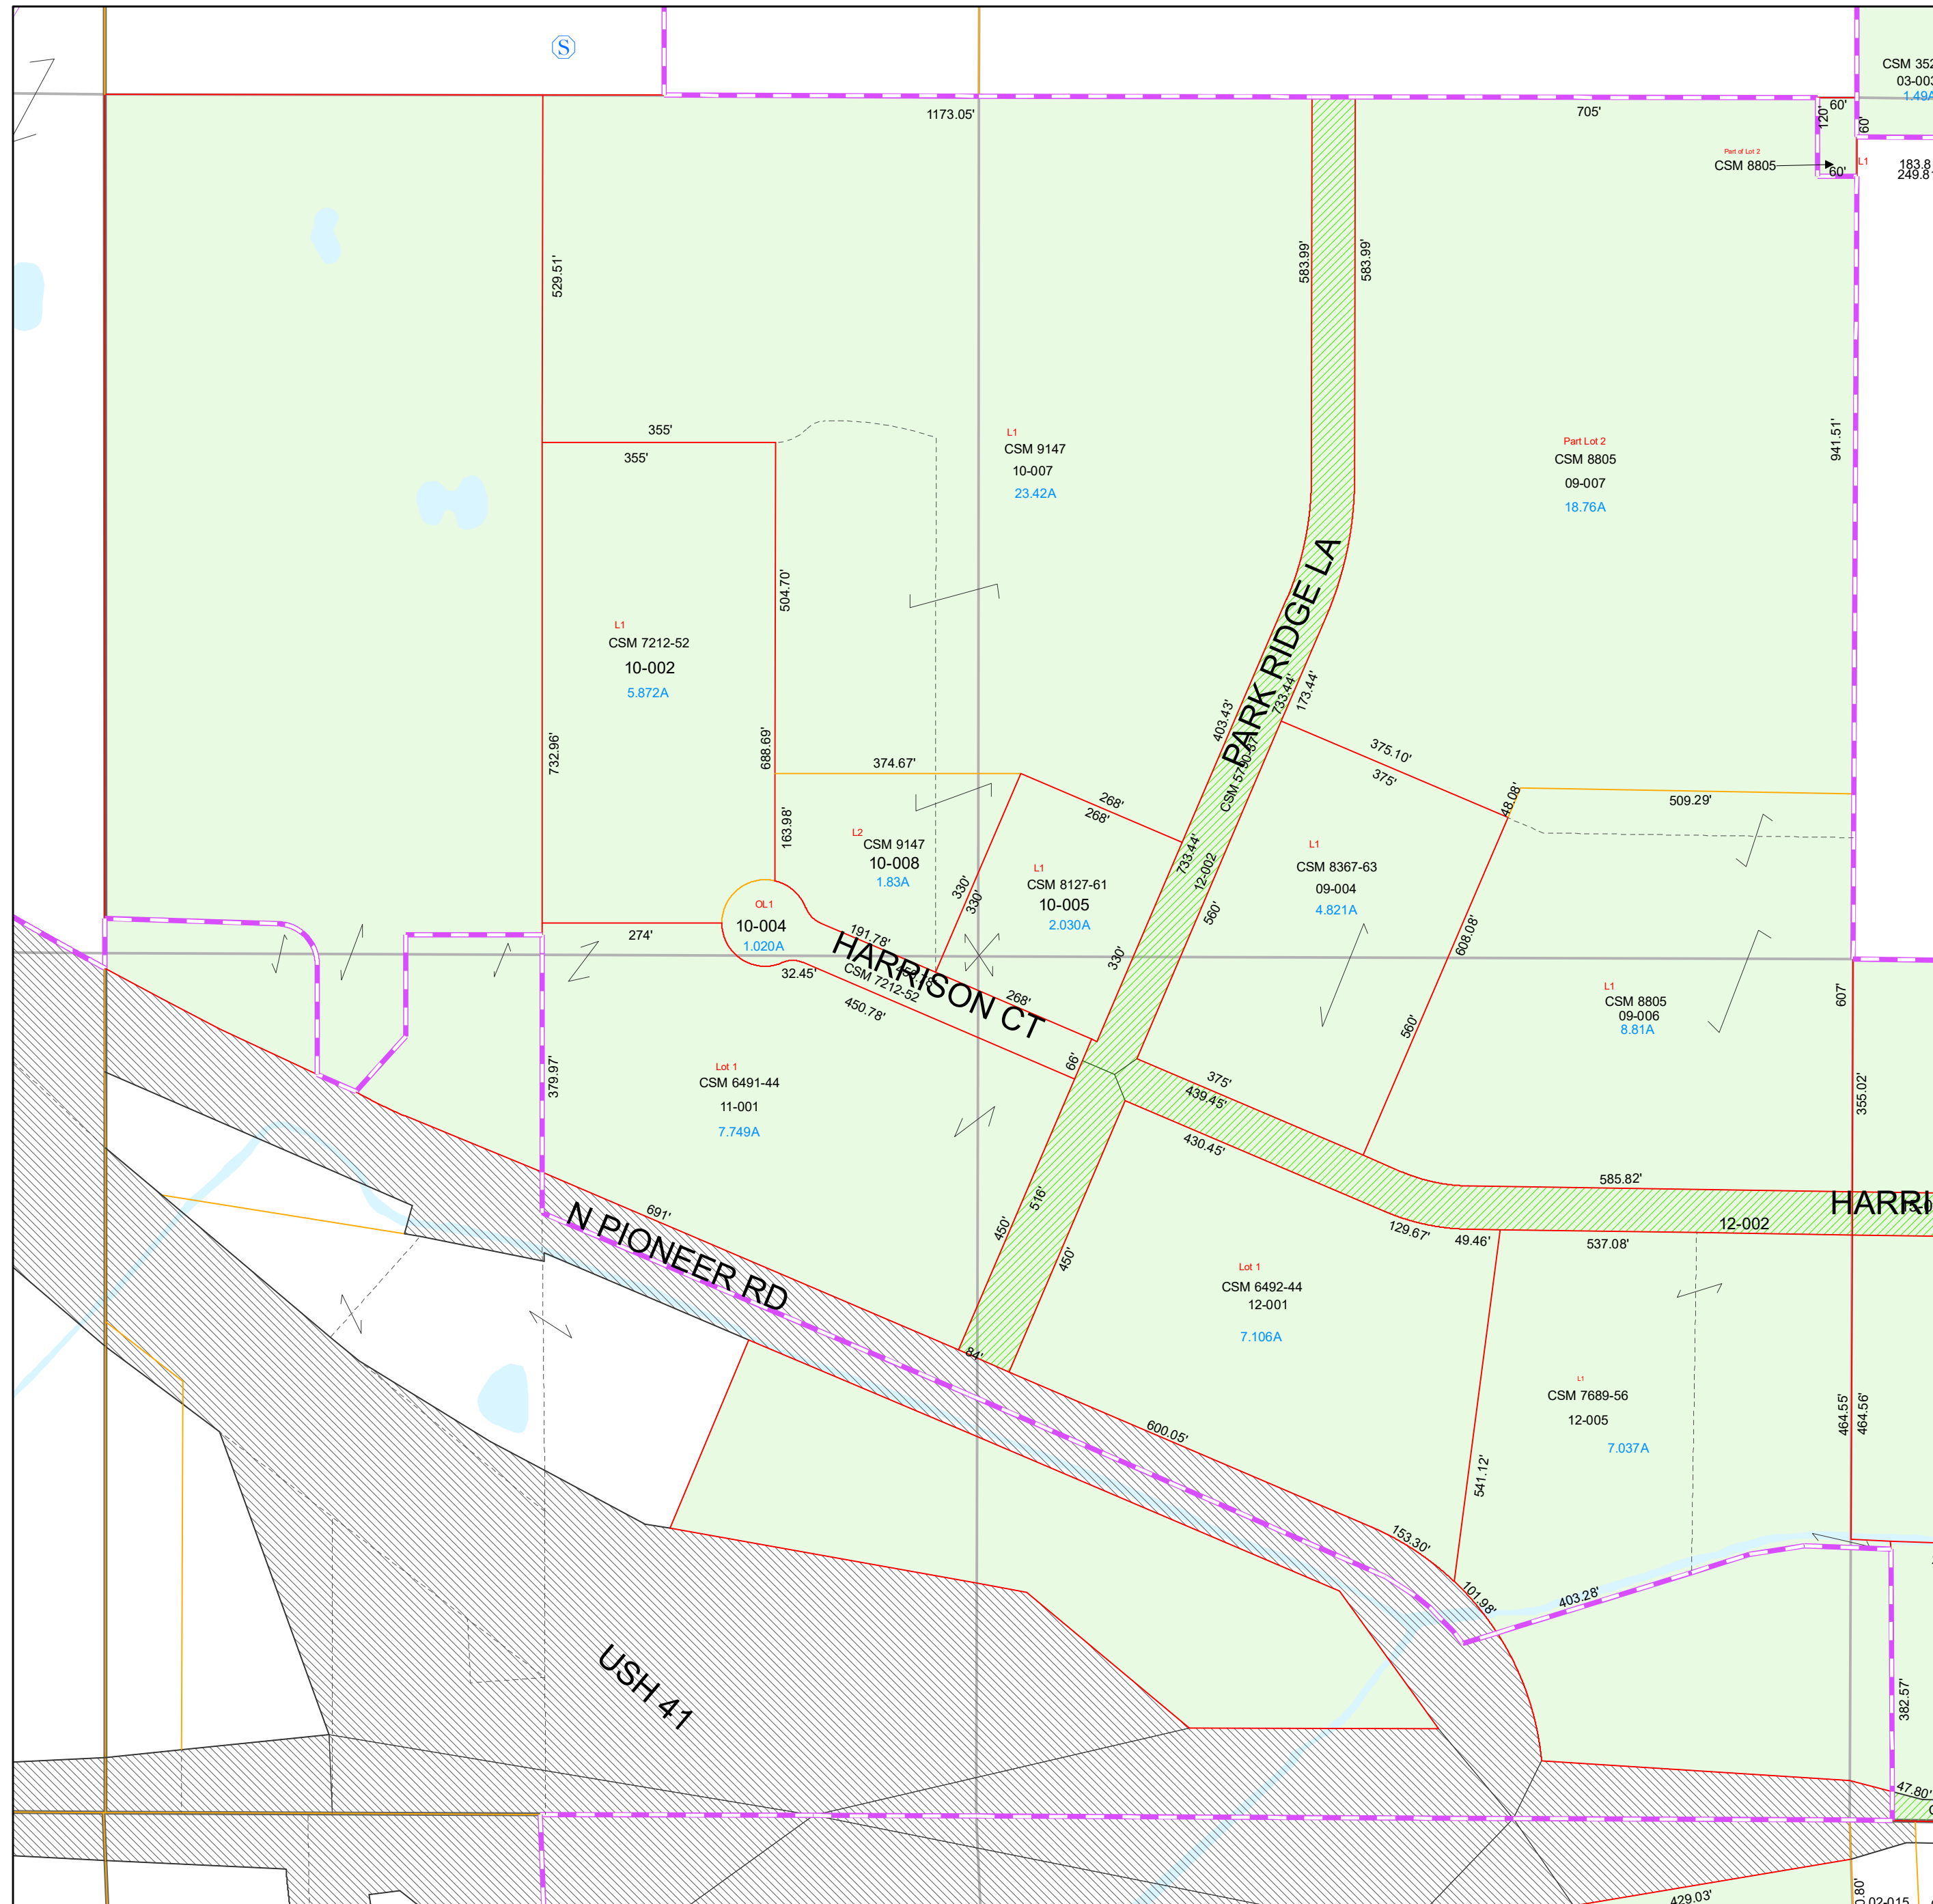 S
CSM 352
03-003
1.49A
1173.05'
705'
120'
60'
60'
Part of Lot 2
CSM 8805
60'
L1
183.8
249.8
529.51'
583.99'
583.99'
355'
355'
L1
CSM 9147
10-007
23.42A
Part Lot 2
CSM 8805
09-007
18.76A
941.51'
504.70'
L1
CSM 7212-52
10-002
5.872A
PARK RIDGE LA
403.43'
733.44'
173.44'
CSM 5790-37
732.96'
688.69'
374.67'
375.10'
375'
48.08'
509.29'
268'
268'
163.98'
L2
CSM 9147
10-008
1.83A
733.44'
12-002
L1
CSM 8367-63
09-004
4.821A
330'
330'
L1
CSM 8127-61
10-005
2.030A
560'
OL1
10-004
1.020A
274'
191.78'
HARRISON CT
CSM 7212-52
32.45'
450.78'
268'
330'
608.08'
560'
L1
CSM 8805
09-006
8.81A
607'
66'
379.97'
Lot 1
CSM 6491-44
11-001
7.749A
375'
439.45'
430.45'
355.02'
585.82'
HARRI
12-002
129.67'
49.46'
537.08'
691'
N PIONEER RD
516'
450'
450'
Lot 1
CSM 6492-44
12-001
7.106A
84'
L1
CSM 7689-56
12-005
7.037A
600.05'
541.12'
464.55'
464.56'
153.30'
101.98'
403.28'
USH 41
382.57'
47.80'
429.03'
02-015